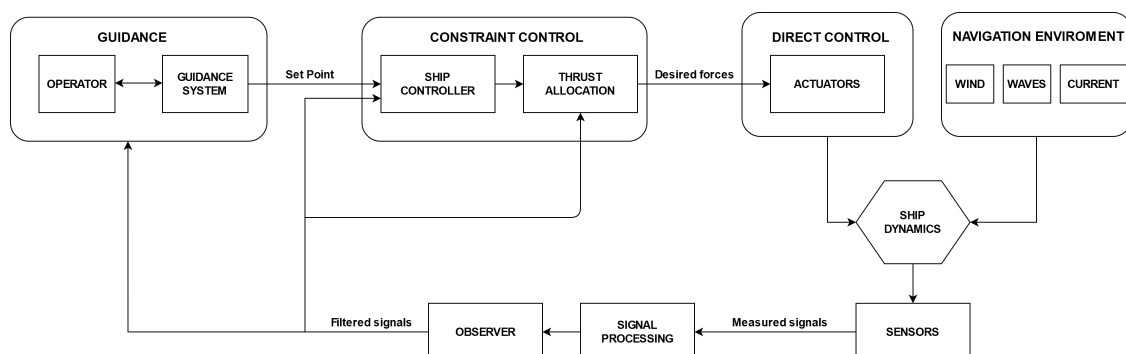 GUIDANCE
OPERATOR
GUIDANCE
SYSTEM
Set Point
CONSTRAINT CONTROL
SHIP
CONTROLLER
THRUST
ALLOCATION
Desired forces
DIRECT CONTROL
ACTUATORS
NAVIGATION ENVIROMENT
WIND
WAVES
CURRENT
SHIP
DYNAMICS
Filtered signals
OBSERVER
SIGNAL
PROCESSING
Measured signals
SENSORS